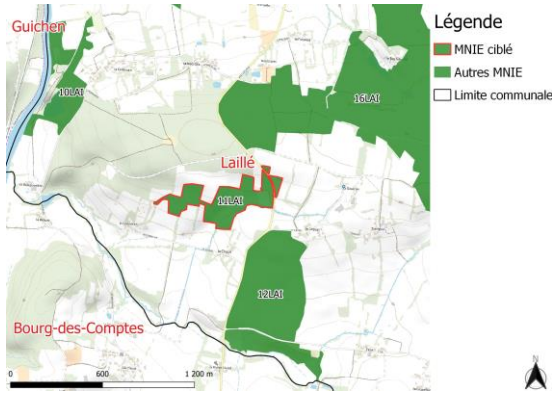 Guichen
Légende
MNIE ciblé
Autres MNIE
Limite communale
10LAI
16LAI
Laillé
11LAI
12LAI
Bourg-des-Comptes
0 600 1 200 m
N